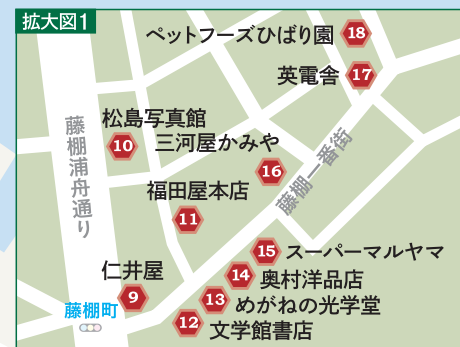 拡大図1
ペットフーズひばり園 18
英電舎 17
松島写真館
10
三河屋かみや
16
藤棚一番街
藤棚浦舟通り
福田屋本店
11
15 スーパーマルヤマ
14 奥村洋品店
仁井屋
9
13 めがねの光学堂
藤棚町
12 文学館書店